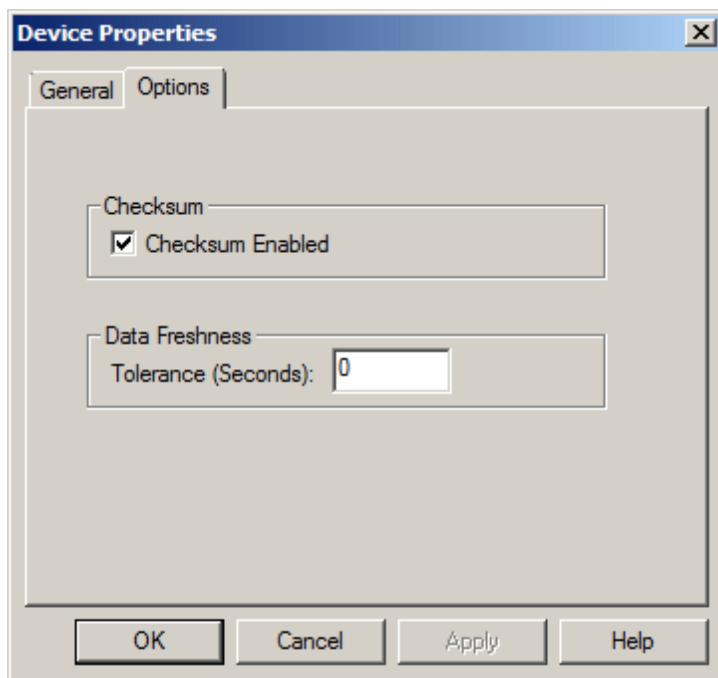 Device Properties
General Options
Checksum
Checksum Enabled
Data Freshness
Tolerance (Seconds): 0
OK Cancel Apply Help